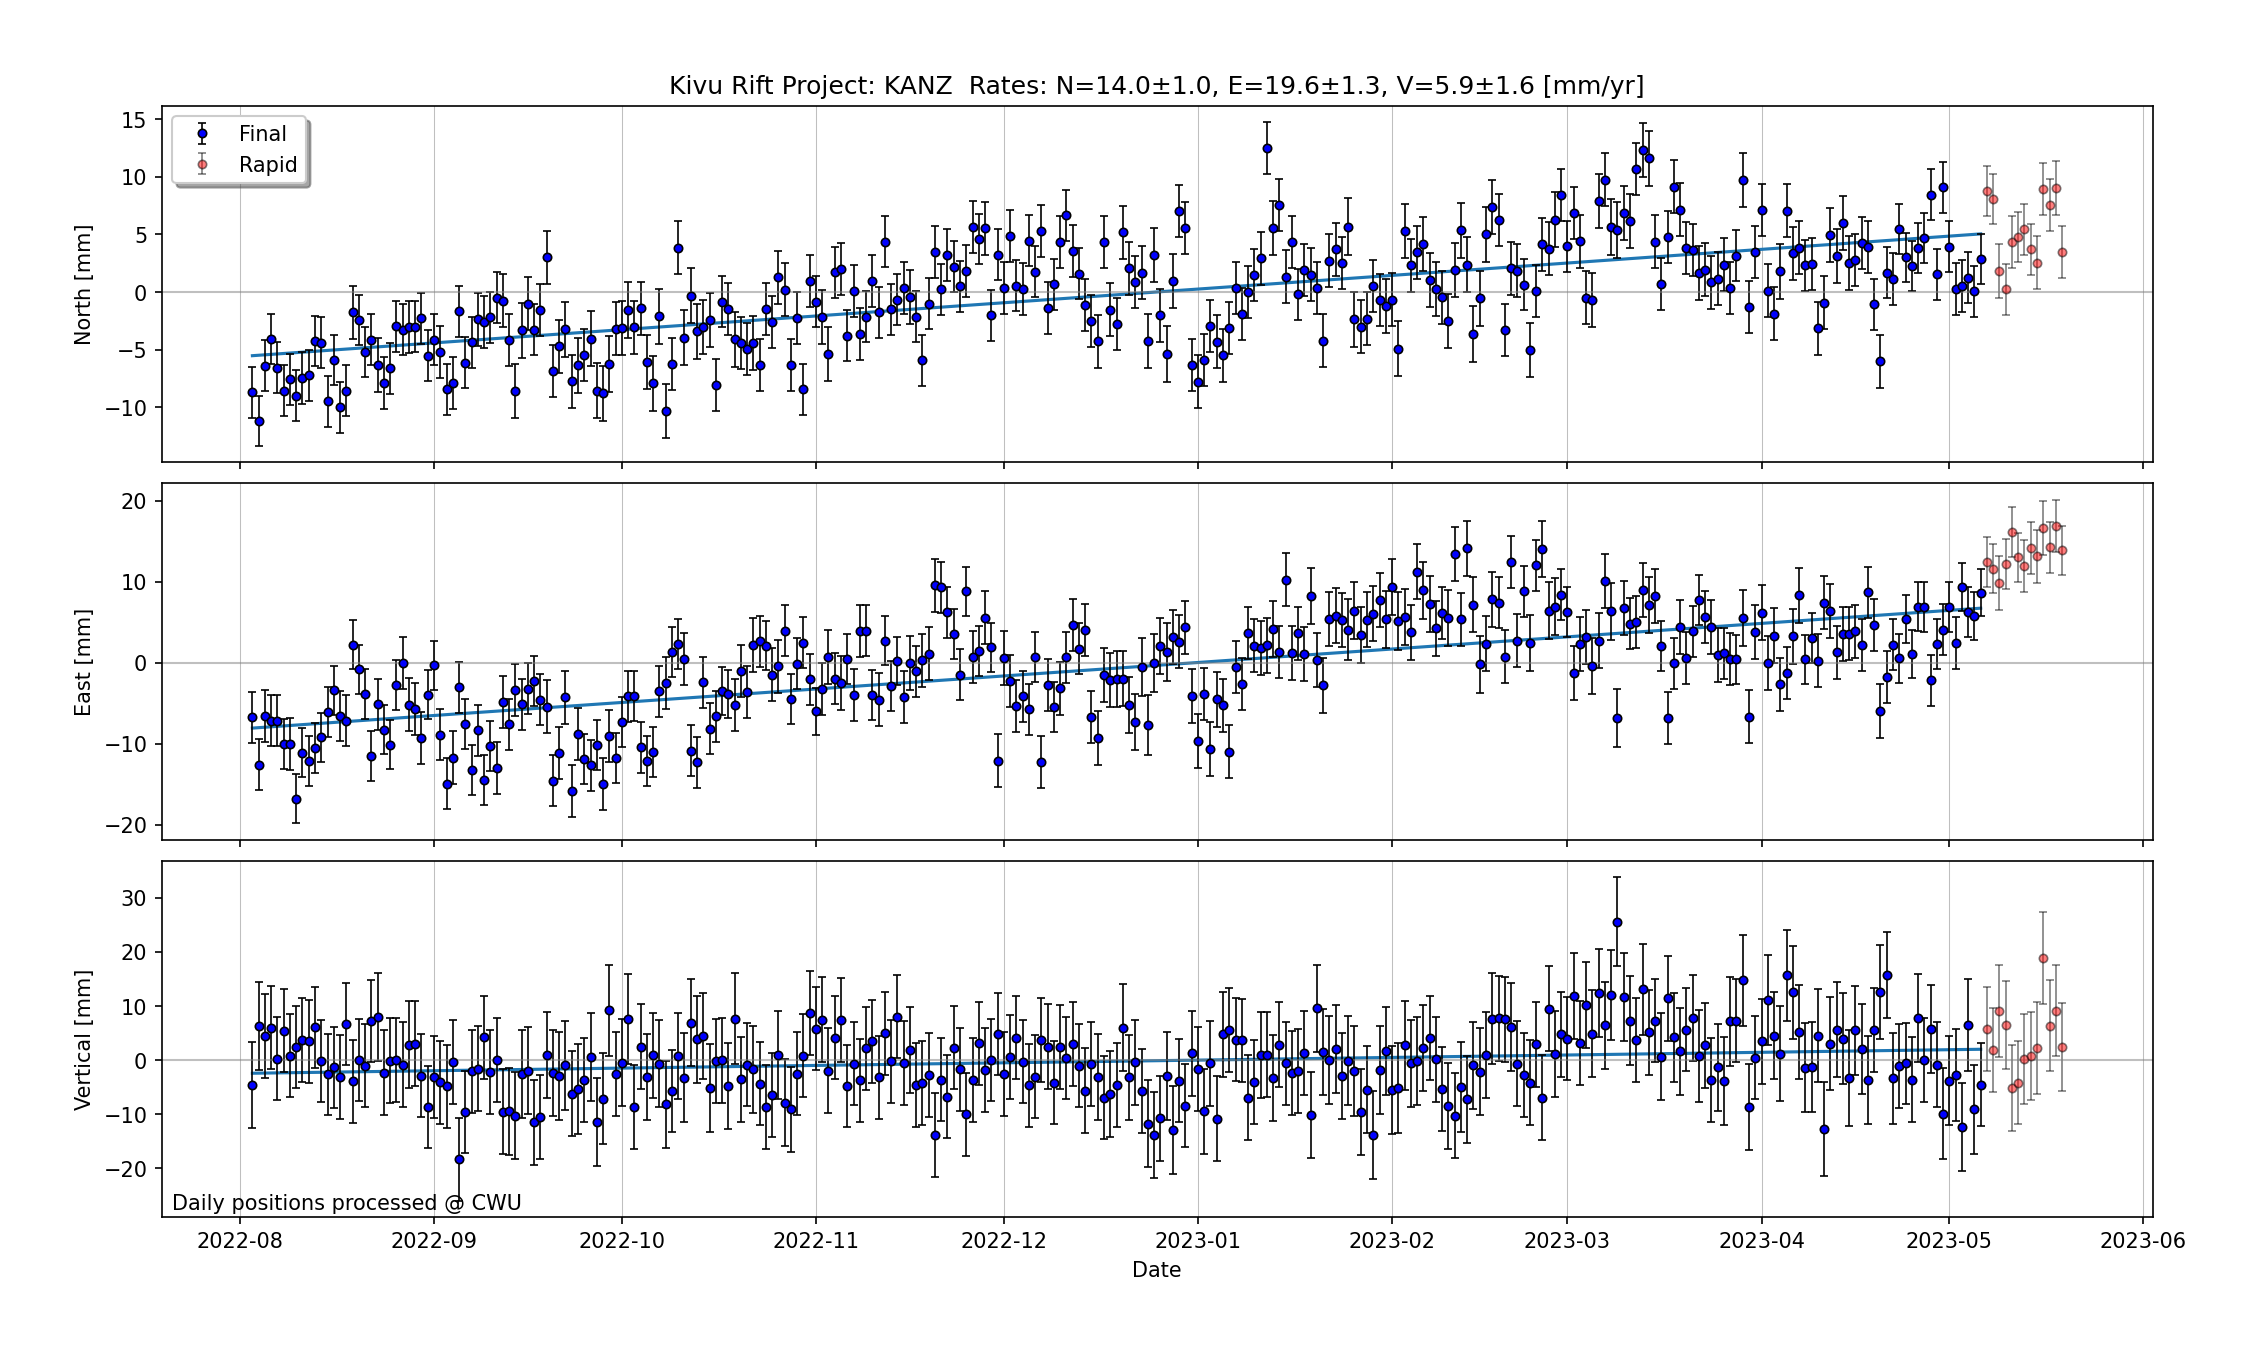 Kivu Rift Project: KANZ  Rates: N=14.0±1.0, E=19.6±1.3, V=5.9±1.6 [mm/yr]
Final
Rapid
15
10
5
0
−5
−10
North [mm]
20
10
0
−10
−20
East [mm]
30
20
10
0
−10
−20
Vertical [mm]
Daily positions processed @ CWU
2022-08 2022-09 2022-10 2022-11 2022-12 2023-01 2023-02 2023-03 2023-04 2023-05 2023-06
Date